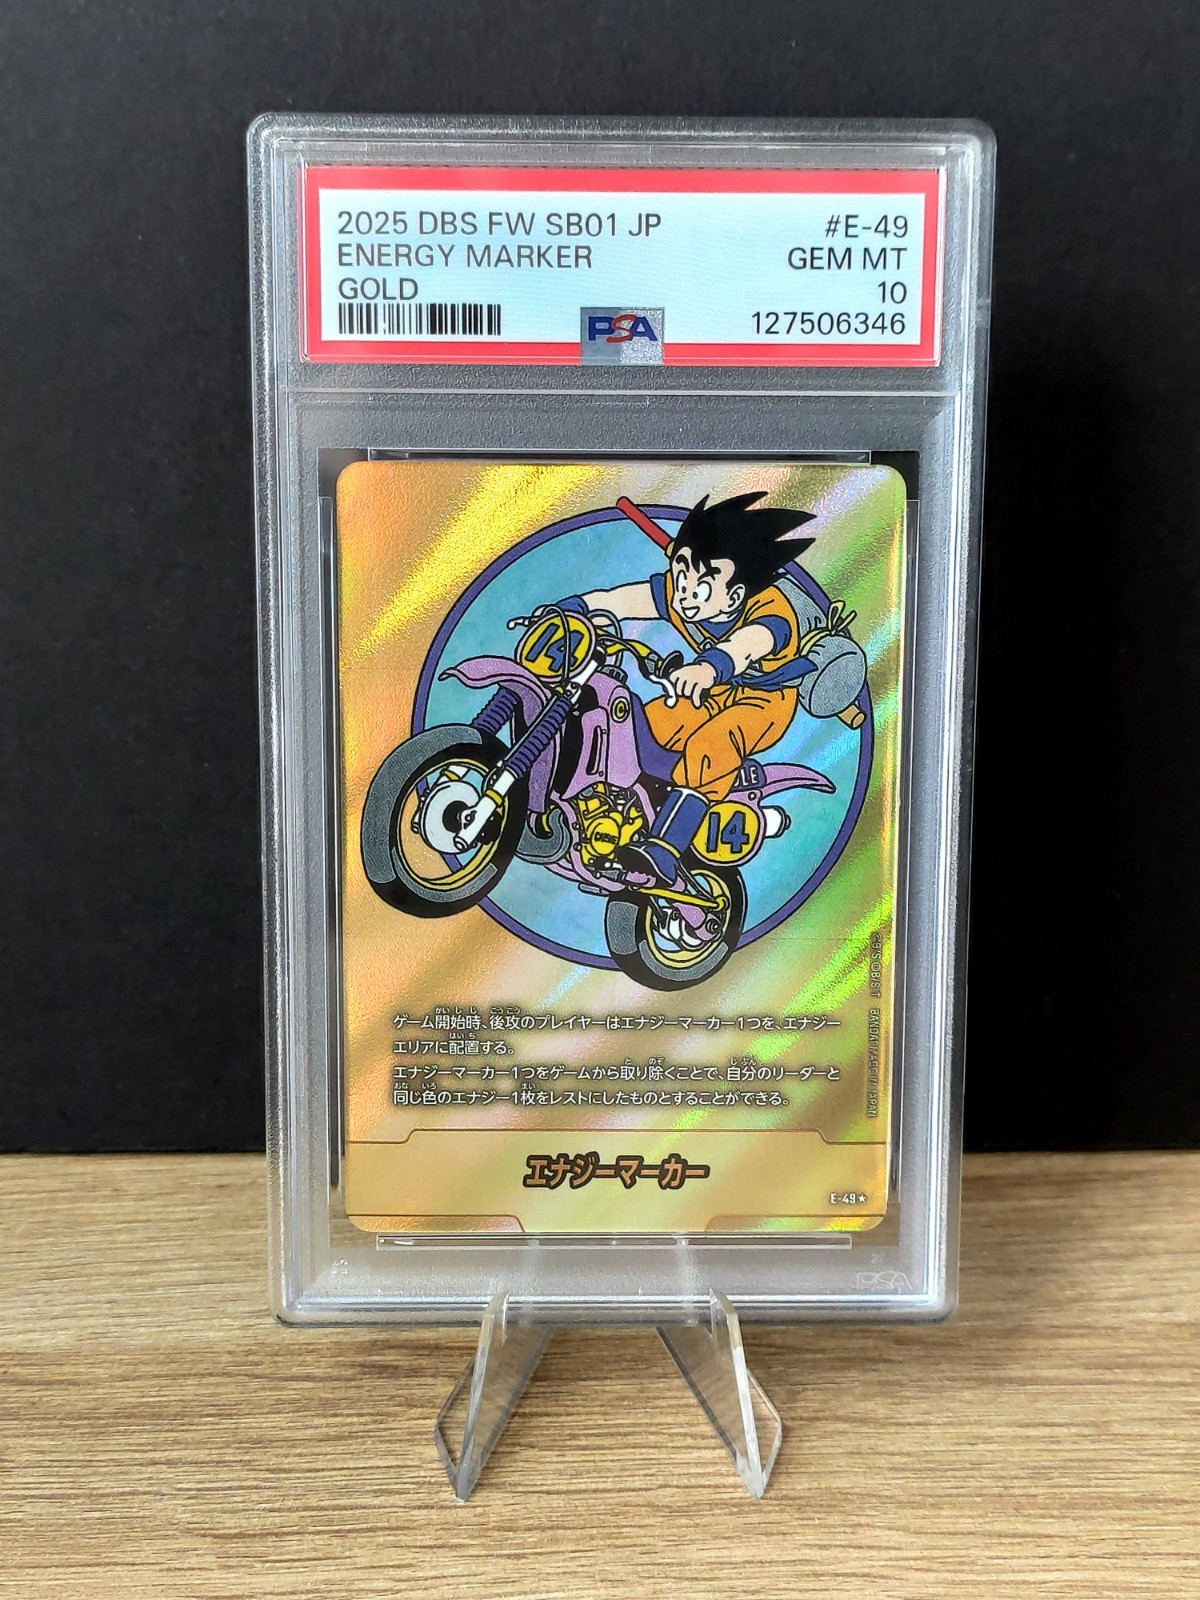 2025 DBS FW SB01 JP #E-49
ENERGY MARKER GEM MT
GOLD 10
PSA 127506346
14
LE
14
ゲーム開始時、後攻のプレイヤーはエナジーマーカー1つを、エナジー
エリアに配置する。
エナジーマーカー1つをゲームから取り除くことで、自分のリーダーと
同じ色のエナジー1枚をレストにしたものとすることができる。
エナジーマーカー
E-49★
PSA